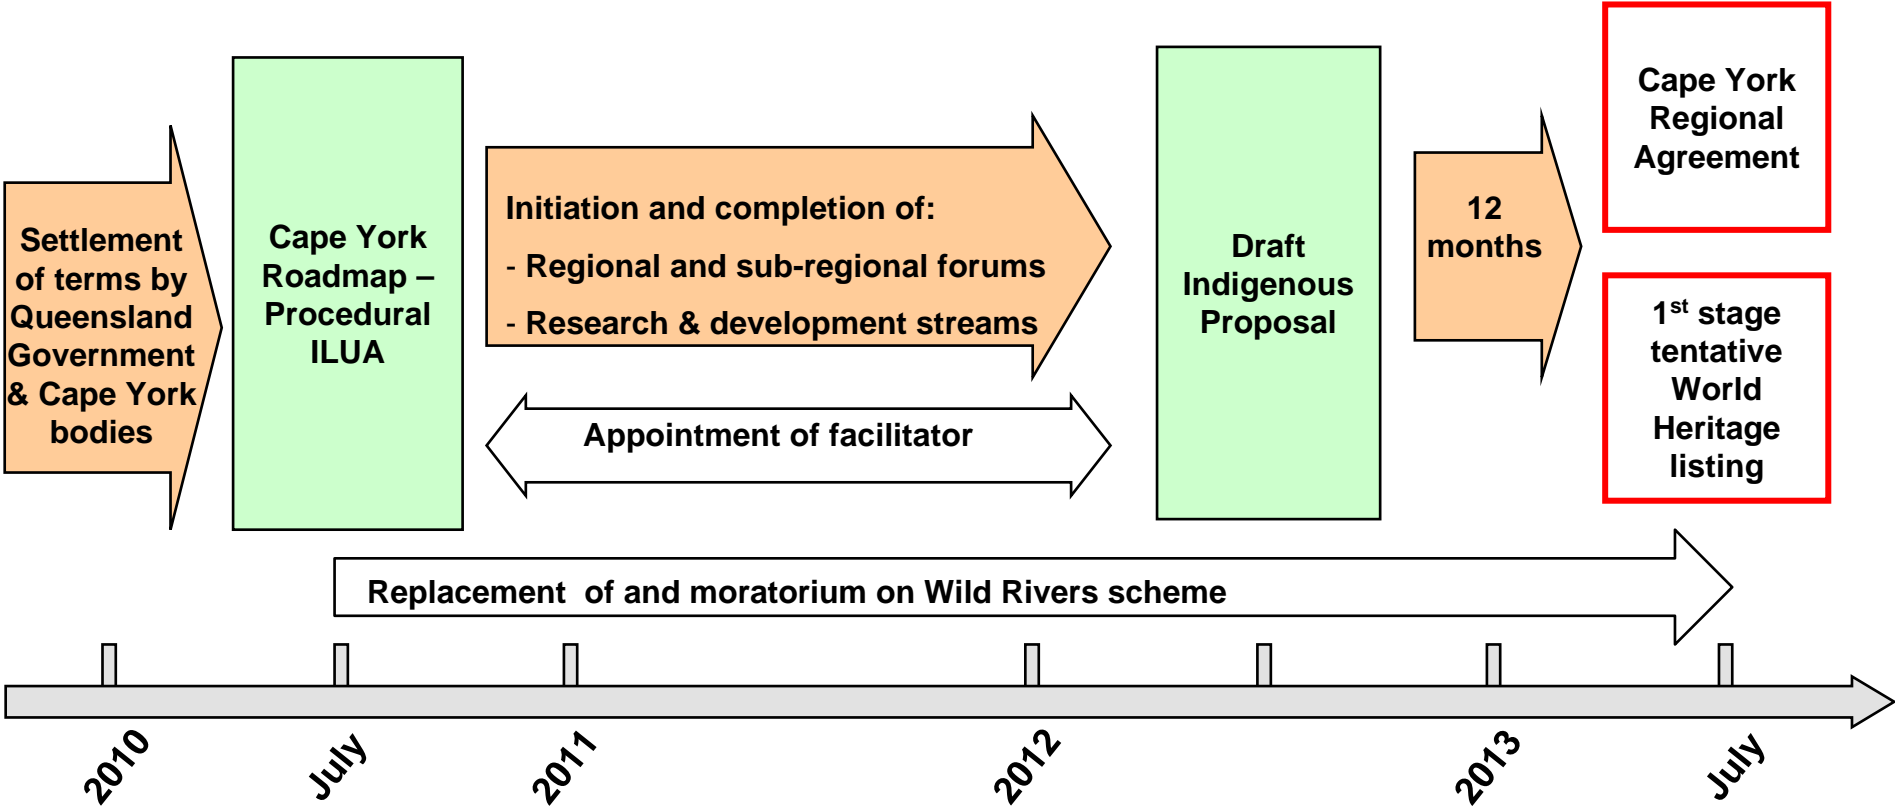 Settlement
of terms by
Queensland
Government
& Cape York
bodies
Cape York
Roadmap –
Procedural
ILUA
Initiation and completion of:
- Regional and sub-regional forums
- Research & development streams
Appointment of facilitator
Draft
Indigenous
Proposal
12
months
Cape York
Regional
Agreement
1st stage
tentative
World
Heritage
listing
Replacement  of and moratorium on Wild Rivers scheme
2010
July
2011
2012
2013
July